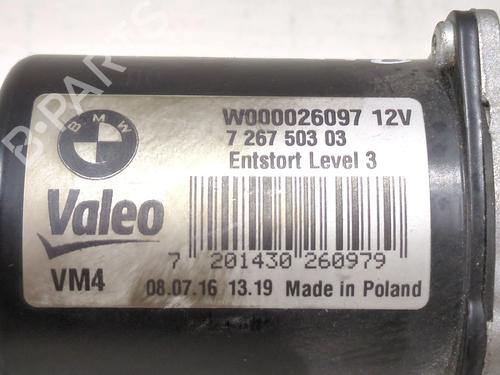 B-PARTS
BMW
W000026097 12V
7 267 503 03
Entstort Level 3
Valeo
7 201430 260979
VM4
08.07.16 13.19 Made in Poland